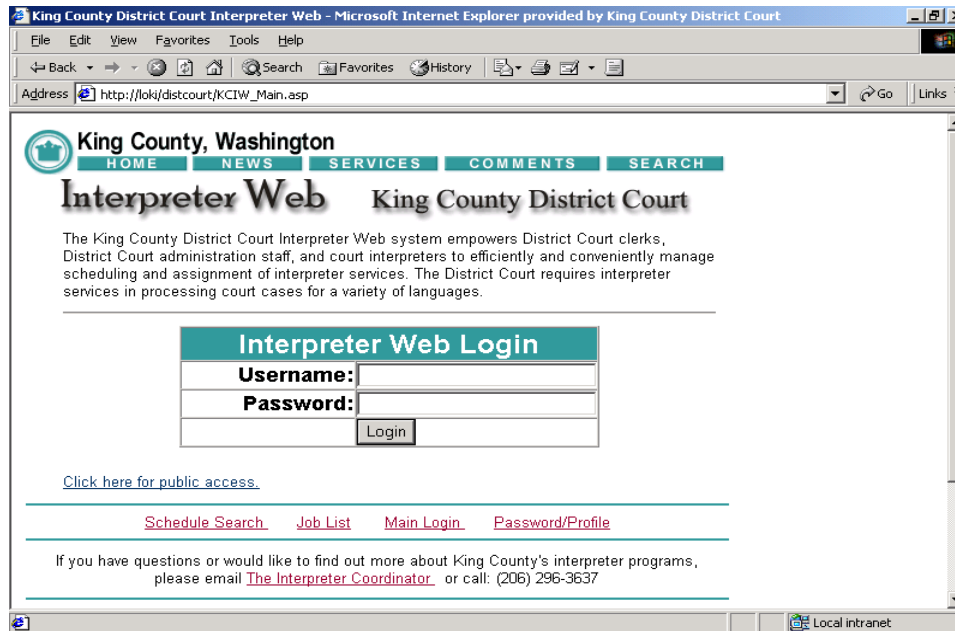 King County District Court Interpreter Web - Microsoft Internet Explorer provided by King County District Court
File Edit View Favorites Tools Help
Back Search Favorites History
Address http://loki/distcourt/KCIW_Main.asp Go Links
King County, Washington
HOME NEWS SERVICES COMMENTS SEARCH
Interpreter Web King County District Court
The King County District Court Interpreter Web system empowers District Court clerks,
District Court administration staff, and court interpreters to efficiently and conveniently manage
scheduling and assignment of interpreter services. The District Court requires interpreter
services in processing court cases for a variety of languages.
Interpreter Web Login
Username:
Password:
Login
Click here for public access.
Schedule Search Job List Main Login Password/Profile
If you have questions or would like to find out more about King County's interpreter programs,
please email The Interpreter Coordinator or call: (206) 296-3637
Local intranet